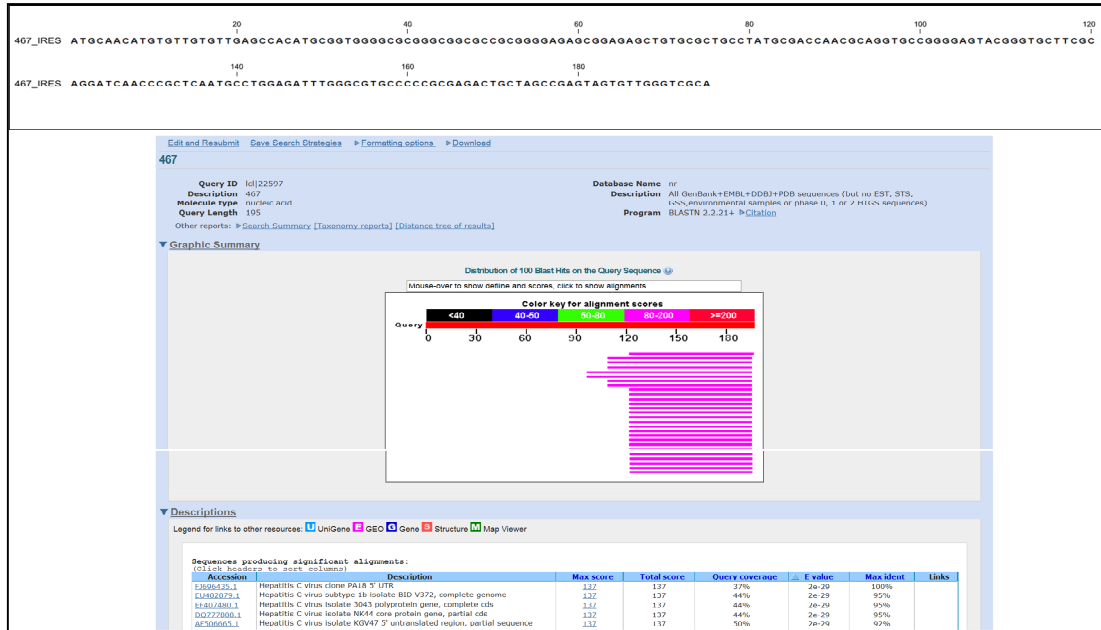 20 40 60 80 100 120
467_IRES ATGCAACATGTGTTGTGTTGAGCCACATGCGGTGGGGCGCGGGCGGCGCCGCGGGGAGAGCGGAGAGCTGTGCGCTGCCTATGCGACCAACGCAGGTGCCGGGGAGTACGGGTGCTTCGC
140 160 180
467_IRES AGGATCAACCCGCTCAATGCCTGGAGATTTGGGCGTGCCCCCGCGAGACTGCTAGCCGAGTAGTGTTGGGTCGCA
Edit and Resubmit Save Search Strategies Formatting options Download
467
Query ID lcl|22597 Database Name nr
Description 467 Description All GenBank+EMBL+DDBJ+PDB sequences (but no EST, STS,
Molecule type nucleic acid GSS,environmental samples or phase 0, 1 or 2 HTGS sequences)
Query Length 195 Program BLASTN 2.2.21+ Citation
Other reports: Search Summary [Taxonomy reports] [Distance tree of results]
Graphic Summary
Distribution of 100 Blast Hits on the Query Sequence
Mouse-over to show defline and scores, click to show alignments
Color key for alignment scores
<40 40-50 50-80 80-200 >=200
Query
0 30 60 90 120 150 180
Descriptions
Legend for links to other resources: U UniGene E GEO G Gene S Structure M Map Viewer
Sequences producing significant alignments:
(Click headers to sort columns)
Accession Description Max score Total score Query coverage E value Max ident Links
FJ696435.1 Hepatitis C virus clone PA18 5' UTR 137 137 37% 2e-29 100%
EU482879.1 Hepatitis C virus subtype 1b isolate BID V372, complete genome 137 137 44% 2e-29 95%
EF407480.1 Hepatitis C virus isolate 3043 polyprotein gene, complete cds 137 137 44% 2e-29 95%
DQ777800.1 Hepatitis C virus isolate NK44 core protein gene, partial cds 137 137 44% 2e-29 95%
AF506665.1 Hepatitis C virus isolate KGV47 5' untranslated region, partial sequence 137 137 50% 2e-29 92%